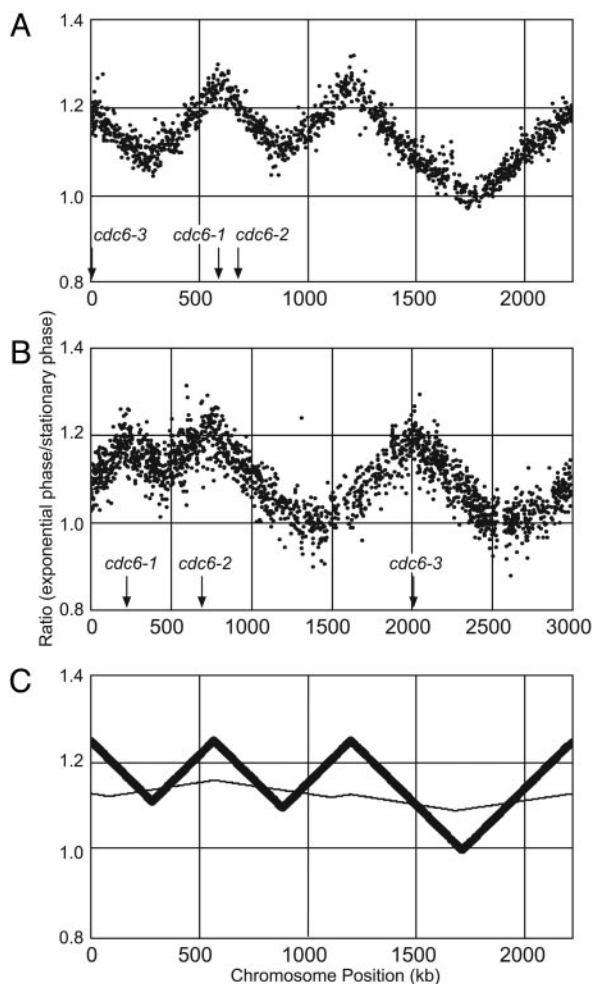 A
1.4
1.2
1.0
0.8
cdc6-3 cdc6-1 cdc6-2
0 500 1000 1500 2000
B
1.4
1.2
1.0
0.8
cdc6-1 cdc6-2 cdc6-3
0 500 1000 1500 2000 2500 3000
Ratio (exponential phase/stationary phase)
C
1.4
1.2
1.0
0.8
0 500 1000 1500 2000
Chromosome Position (kb)